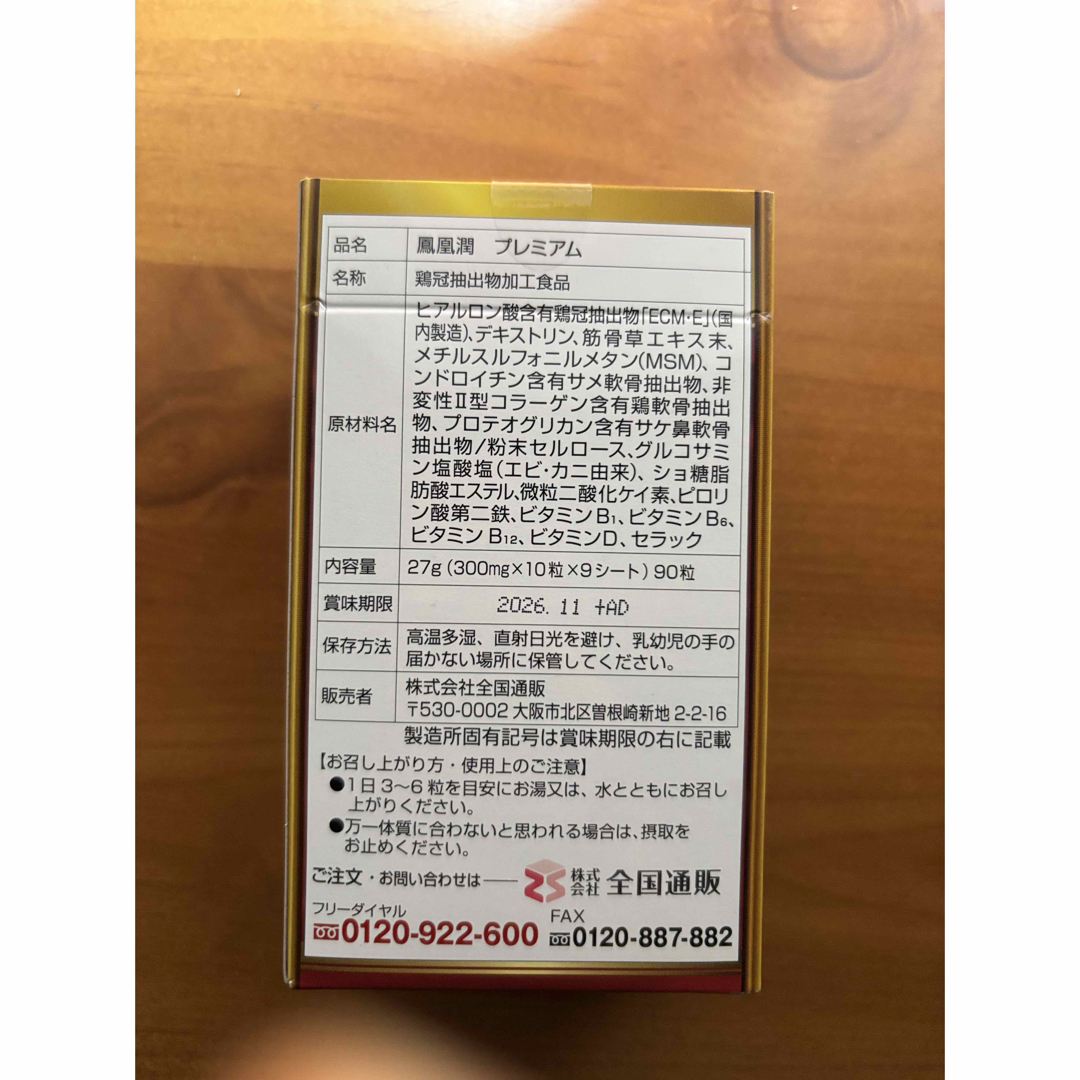 品名 鳳凰潤 プレミアム
名称 鶏冠抽出物加工食品
原材料名
ヒアルロン酸含有鶏冠抽出物「ECM・E」(国
内製造)、デキストリン、筋骨草エキス末、
メチルスルフォニルメタン(MSM)、コ
ンドロイチン含有サメ軟骨抽出物、非
変性Ⅱ型コラーゲン含有鶏軟骨抽出
物、プロテオグリカン含有サケ鼻軟骨
抽出物/粉末セルロース、グルコサミ
ン塩酸塩(エビ・カニ由来)、ショ糖脂
肪酸エステル、微粒二酸化ケイ素、ピロリ
ン酸第二鉄、ビタミンB₁、ビタミンB₆、
ビタミンB₁₂、ビタミンD、セラック
内容量 27g(300mg×10粒×9シート)90粒
賞味期限 2026. 11 +AD
保存方法
高温多湿、直射日光を避け、乳幼児の手の
届かない場所に保管してください。
販売者
株式会社全国通販
〒530-0002 大阪市北区曽根崎新地 2-2-16
製造所固有記号は賞味期限の右に記載
【お召し上がり方・使用上のご注意】
●1日3〜6粒を目安にお湯又は、水とともにお召し
上がりください。
●万一体質に合わないと思われる場合は、摂取を
お止めください。
ご注文・お問い合わせは 株式会社 全国通販
フリーダイヤル FAX
0120-922-600 0120-887-882